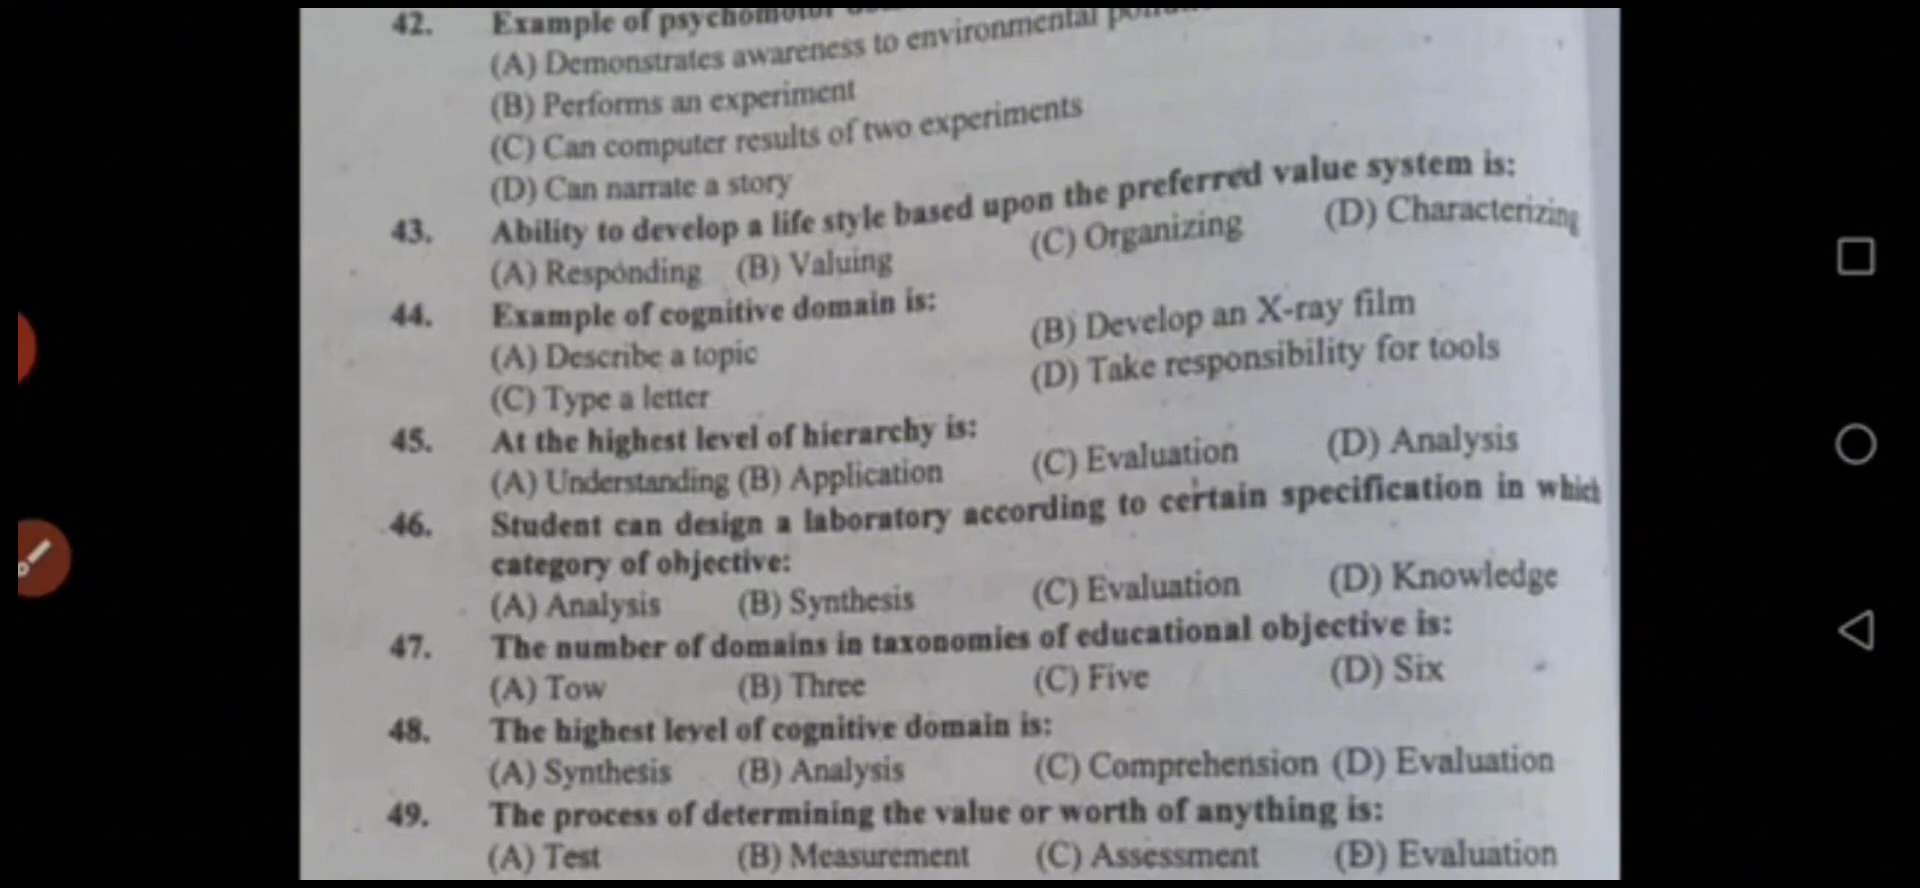 42. Example of psychomotor
(A) Demonstrates awareness to environmental
(B) Performs an experiment
(C) Can computer results of two experiments
(D) Can narrate a story
43. Ability to develop a life style based upon the preferred value system is:
(A) Responding (B) Valuing (C) Organizing (D) Characterizing
44. Example of cognitive domain is:
(A) Describe a topic (B) Develop an X-ray film
(C) Type a letter (D) Take responsibility for tools
45. At the highest level of hierarchy is:
(A) Understanding (B) Application (C) Evaluation (D) Analysis
46. Student can design a laboratory according to certain specification in which
category of ohjective:
(A) Analysis (B) Synthesis (C) Evaluation (D) Knowledge
47. The number of domains in taxonomies of educational objective is:
(A) Tow (B) Three (C) Five (D) Six
48. The highest level of cognitive domain is:
(A) Synthesis (B) Analysis (C) Comprehension (D) Evaluation
49. The process of determining the value or worth of anything is:
(A) Test (B) Measurement (C) Assessment (D) Evaluation